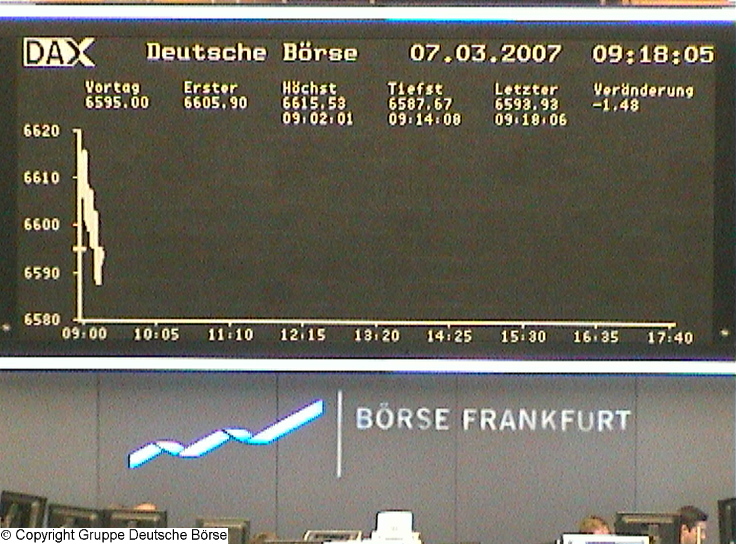 DAX Deutsche Börse 07.03.2007 09:18:05
Vortag Erster Höchst Tiefst Letzter Veränderung
6595.00 6605.90 6615.53 6587.67 6593.93 -1.48
09:02:01 09:14:08 09:18:06
6620
6610
6600
6590
6580
09:00 10:05 11:10 12:15 13:20 14:25 15:30 16:35 17:40
BÖRSE FRANKFURT
© Copyright Gruppe Deutsche Börse